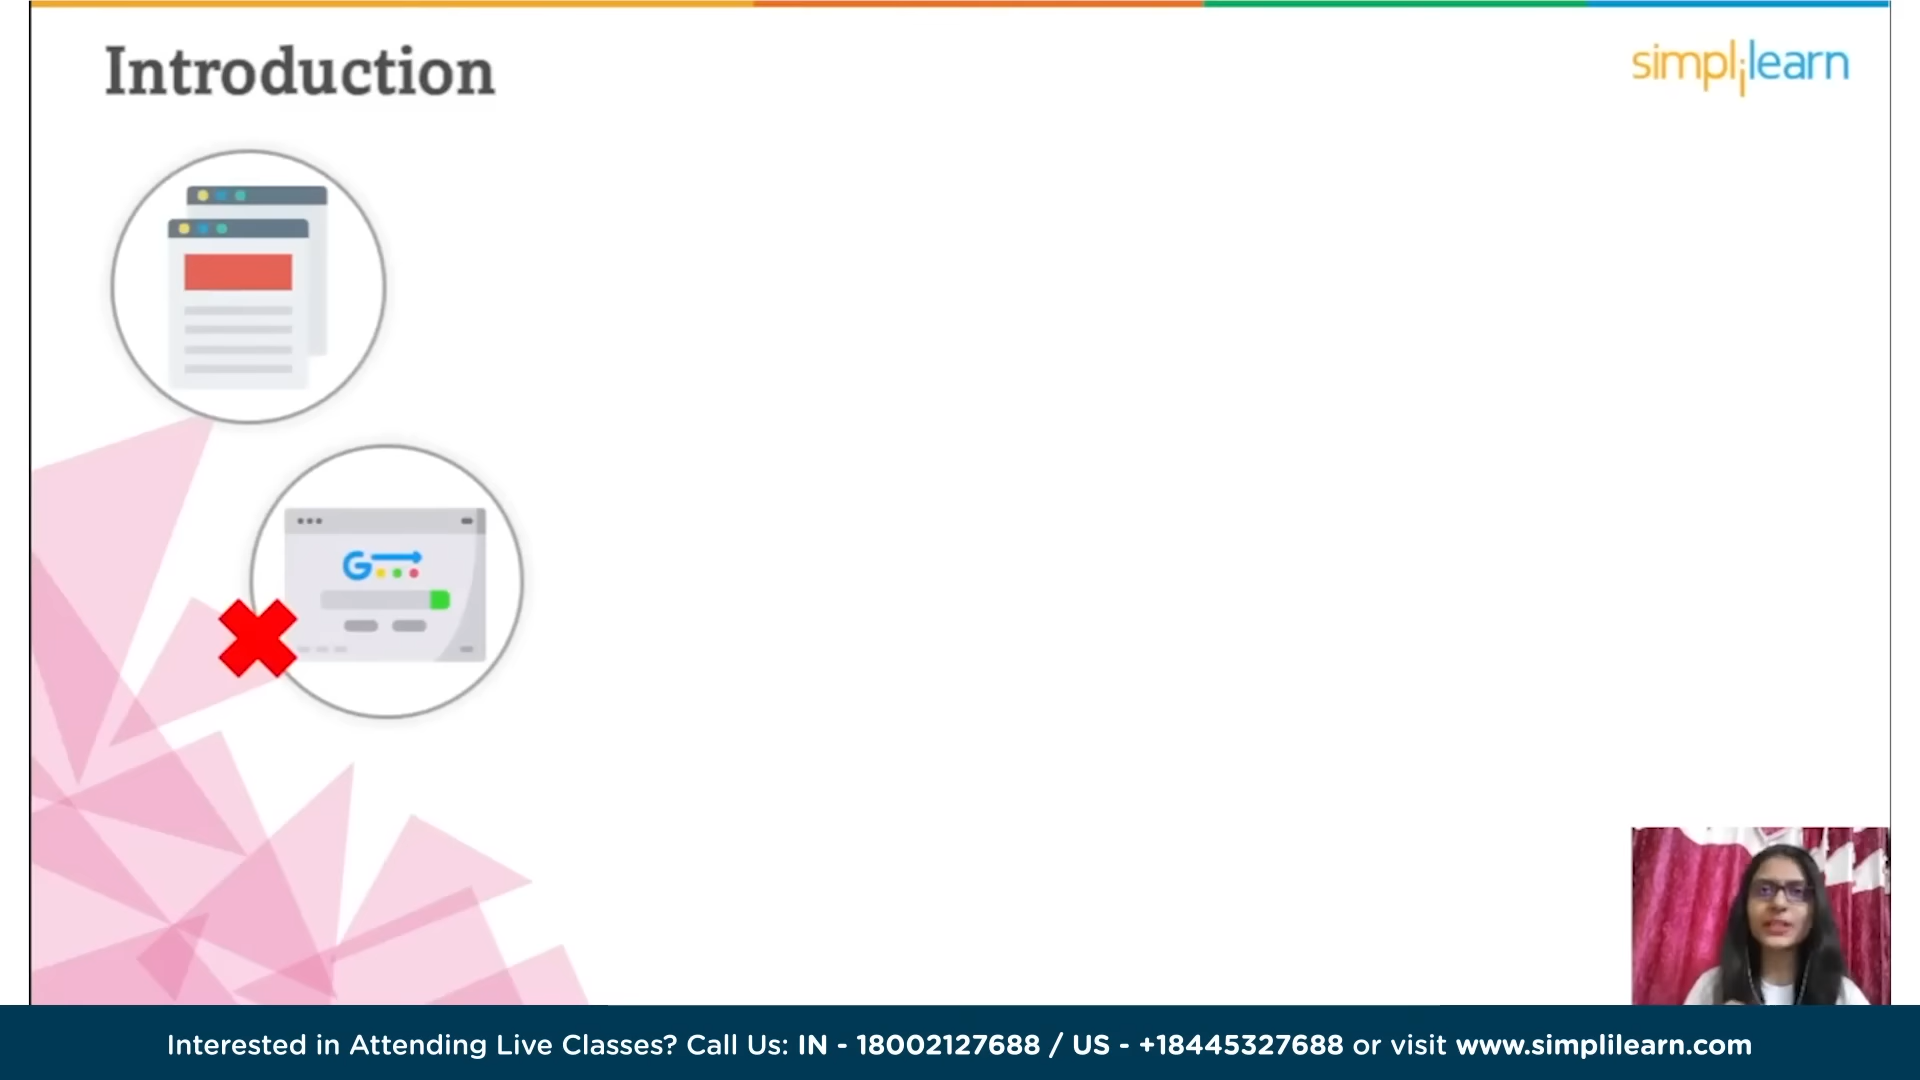 Introduction
simplilearn
G
Interested in Attending Live Classes? Call Us: IN - 18002127688 / US - +18445327688 or visit www.simplilearn.com